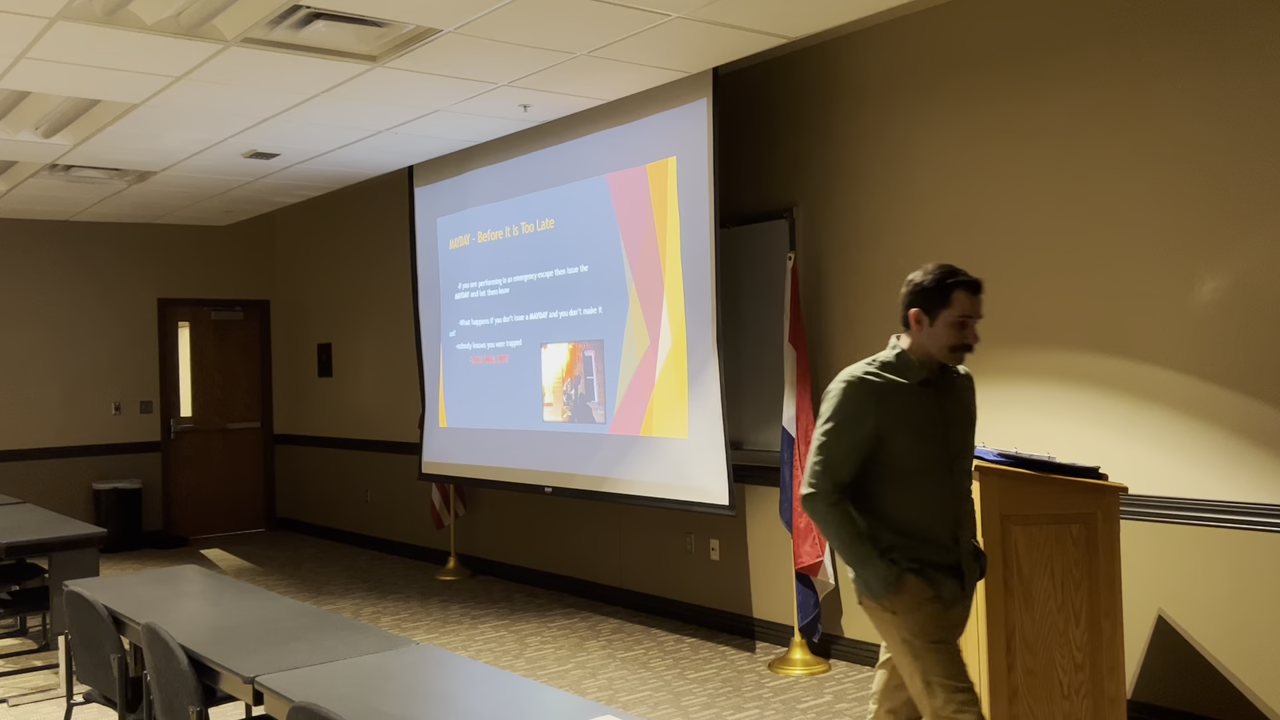 MAYDAY - Before It Is Too Late
-If you are performing in an emergency escape then issue the
MAYDAY and let them know
-What happens if you don't issue a MAYDAY and you don't make it
out?
-Nobody knows you were trapped